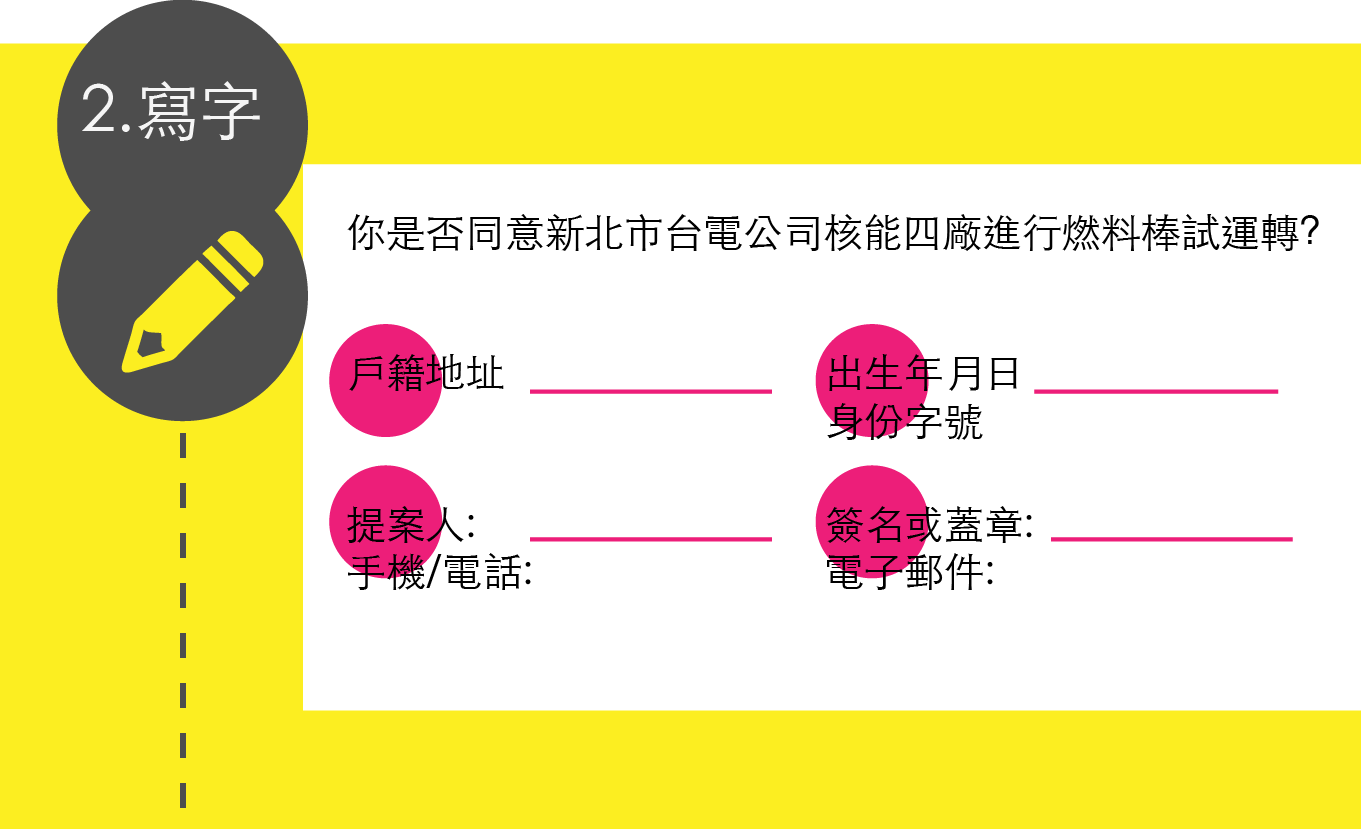 2.寫字
你是否同意新北市台電公司核能四廠進行燃料棒試運轉?
戶籍地址
出生年月日
身份字號
提案人:
手機/電話:
簽名或蓋章:
電子郵件: